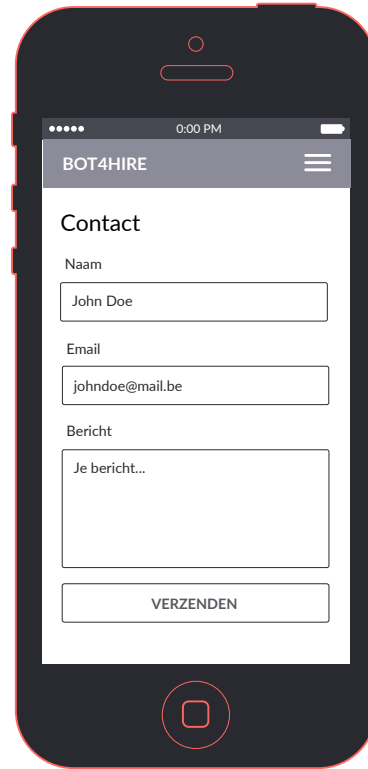 0:00 PM
BOT4HIRE
Contact
Naam
John Doe
Email
johndoe@mail.be
Bericht
Je bericht...
VERZENDEN